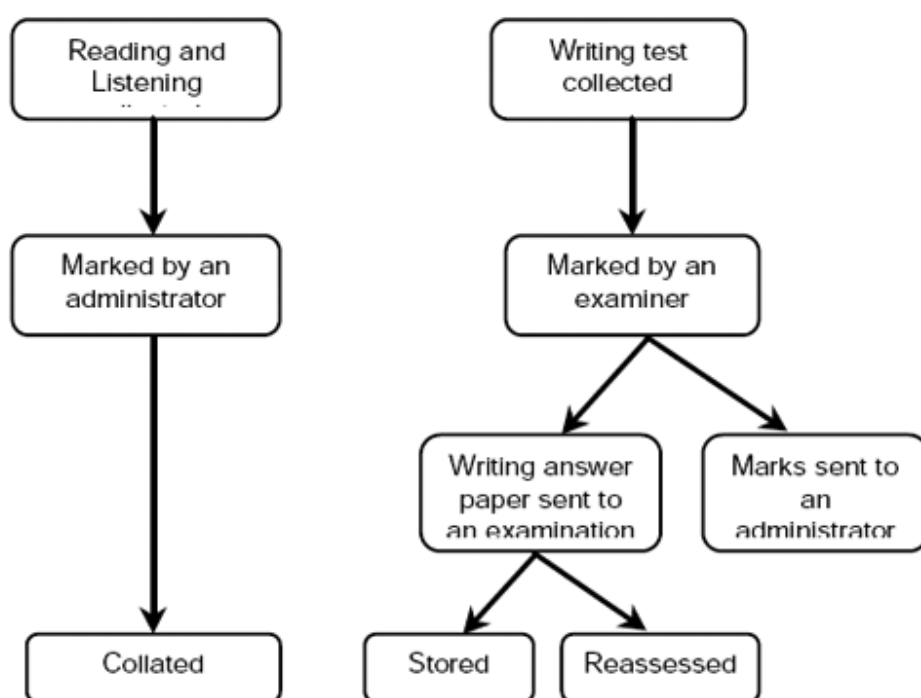 Reading and
Listening
Writing test
collected
Marked by an
administrator
Marked by an
examiner
Writing answer
paper sent to
an examination
Marks sent to
an
administrator
Collated
Stored
Reassessed